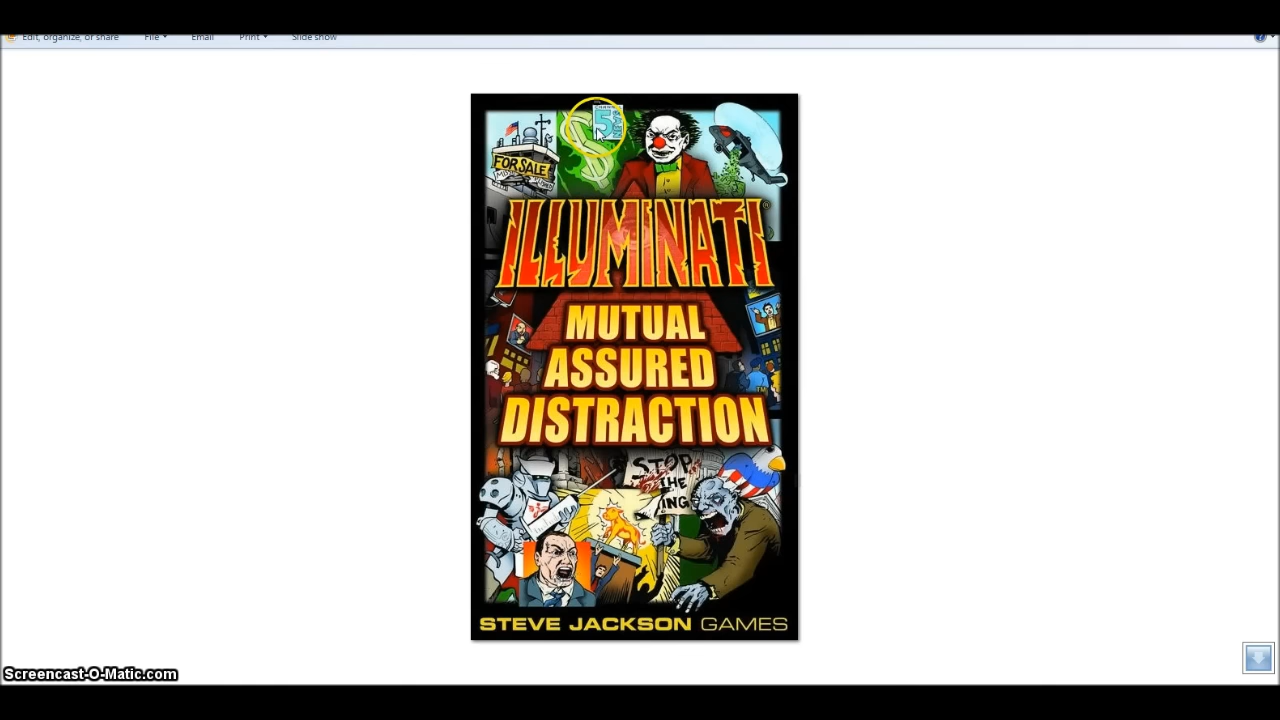 Edit, organize, or share File Email Print Slide show
5
FOR SALE
ILLUMINATI®
MUTUAL
ASSURED
DISTRACTION
STOP
THE
ING
STEVE JACKSON GAMES
Screencast-O-Matic.com